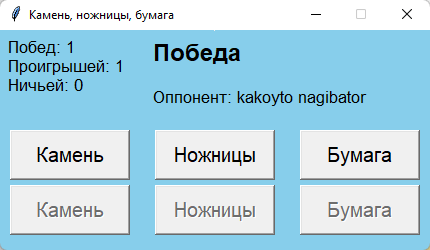 Камень, ножницы, бумага
Побед: 1
Проигрышей: 1
Ничьей: 0
Победа
Оппонент: kakoyto nagibator
Камень Ножницы Бумага
Камень Ножницы Бумага